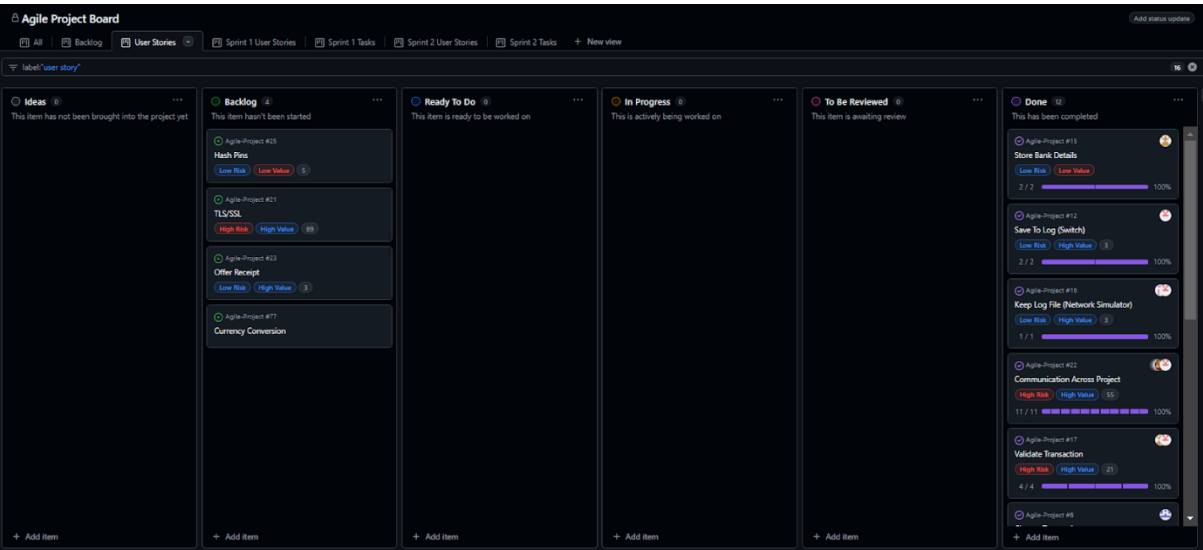 Agile Project Board
Add status update
All
Backlog
User Stories
Sprint 1 User Stories
Sprint 1 Tasks
Sprint 2 User Stories
Sprint 2 Tasks
+ New view
label:"user story"
16
Ideas 0
This item has not been brought into the project yet
+ Add item
Backlog 4
This item hasn't been started
Agile-Project #25
Hash Pins
Low Risk Low Value 5
Agile-Project #21
TLS/SSL
High Risk High Value 89
Agile-Project #23
Offer Receipt
Low Risk High Value 3
Agile-Project #77
Currency Conversion
+ Add item
Ready To Do 0
This item is ready to be worked on
+ Add item
In Progress 0
This is actively being worked on
+ Add item
To Be Reviewed 0
This item is awaiting review
+ Add item
Done 12
This has been completed
Agile-Project #15
Store Bank Details
Low Risk Low Value
2 / 2 100%
Agile-Project #12
Save To Log (Switch)
Low Risk High Value 3
2 / 2 100%
Agile-Project #18
Keep Log File (Network Simulator)
Low Risk High Value 3
1 / 1 100%
Agile-Project #22
Communication Across Project
High Risk High Value 55
11 / 11 100%
Agile-Project #17
Validate Transaction
High Risk High Value 21
4 / 4 100%
Agile-Project #8
+ Add item